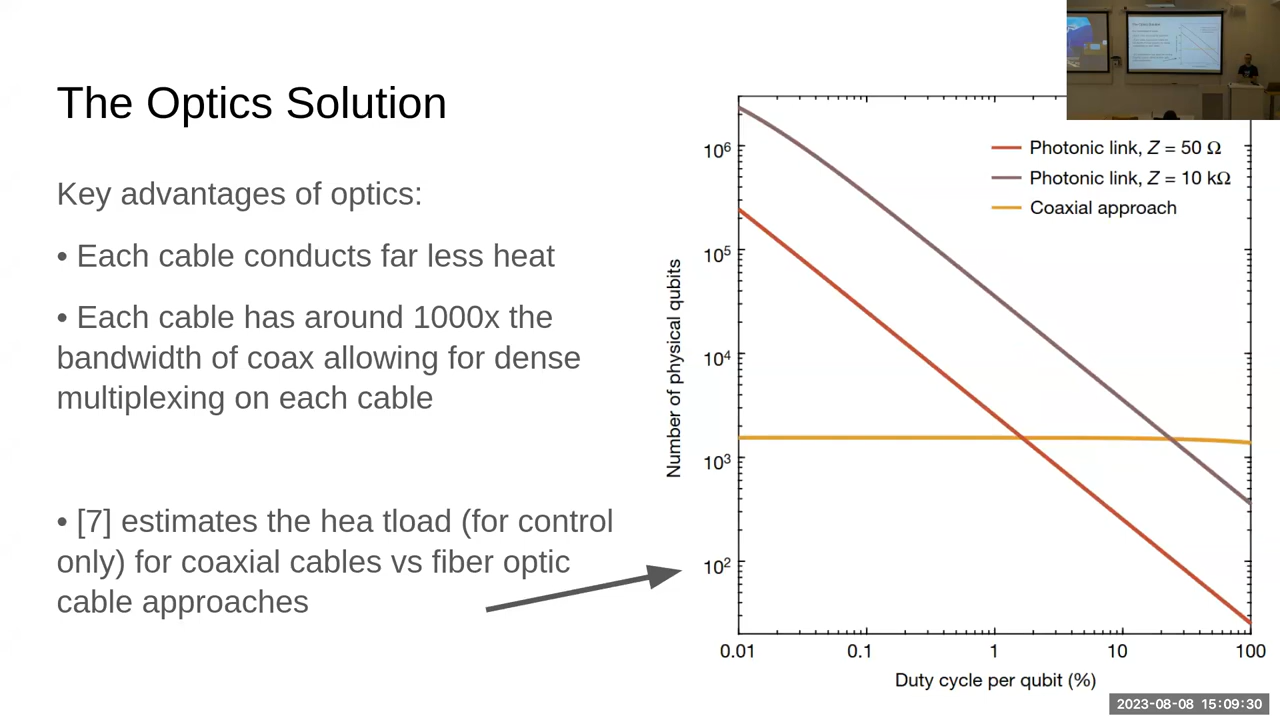 The Optics Solution
Key advantages of optics:
• Each cable conducts far less heat
• Each cable has around 1000x the
bandwidth of coax allowing for dense
multiplexing on each cable
• [7] estimates the hea tload (for control
only) for coaxial cables vs fiber optic
cable approaches
Photonic link, Z = 50 Ω
Photonic link, Z = 10 kΩ
Coaxial approach
Number of physical qubits
10⁶
10⁵
10⁴
10³
10²
0.01 0.1 1 10 100
Duty cycle per qubit (%)
2023-08-08 15:09:30